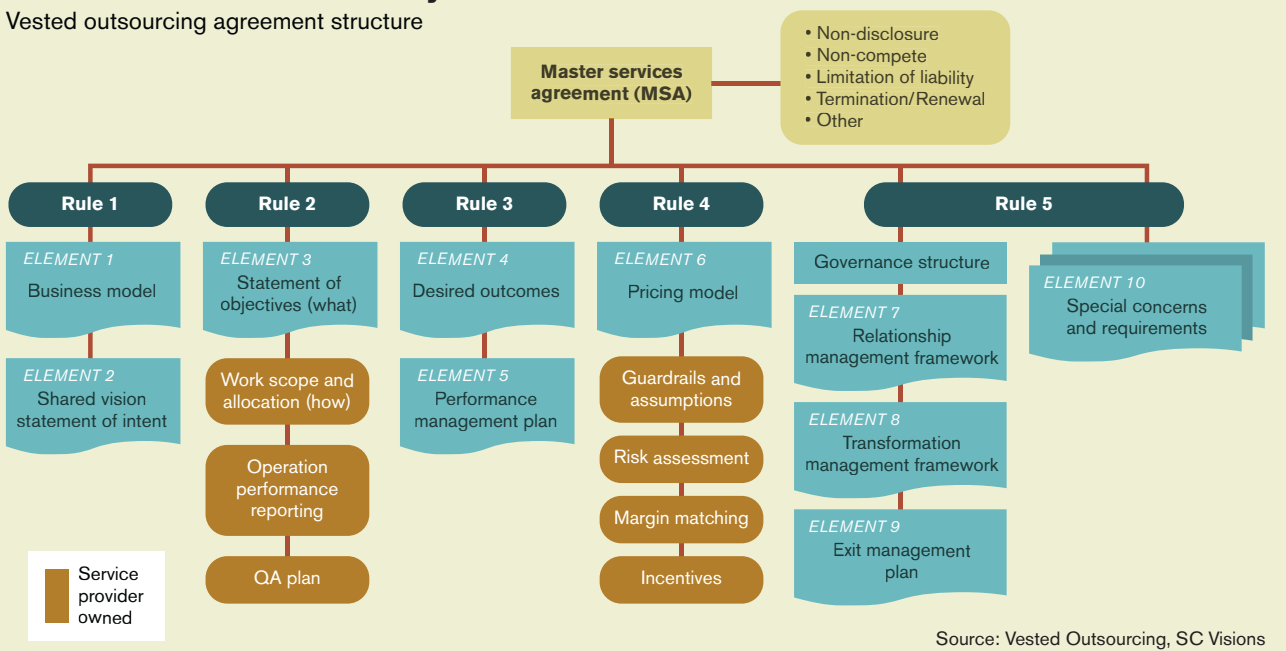 Vested outsourcing agreement structure
Master services
agreement (MSA)
• Non-disclosure
• Non-compete
• Limitation of liability
• Termination/Renewal
• Other
Rule 1
Rule 2
Rule 3
Rule 4
Rule 5
ELEMENT 1
Business model
ELEMENT 2
Shared vision
statement of intent
ELEMENT 3
Statement of
objectives (what)
Work scope and
allocation (how)
Operation
performance
reporting
QA plan
ELEMENT 4
Desired outcomes
ELEMENT 5
Performance
management plan
ELEMENT 6
Pricing model
Guardrails and
assumptions
Risk assessment
Margin matching
Incentives
Governance structure
ELEMENT 7
Relationship
management framework
ELEMENT 8
Transformation
management framework
ELEMENT 9
Exit management
plan
ELEMENT 10
Special concerns
and requirements
Service
provider
owned
Source: Vested Outsourcing, SC Visions